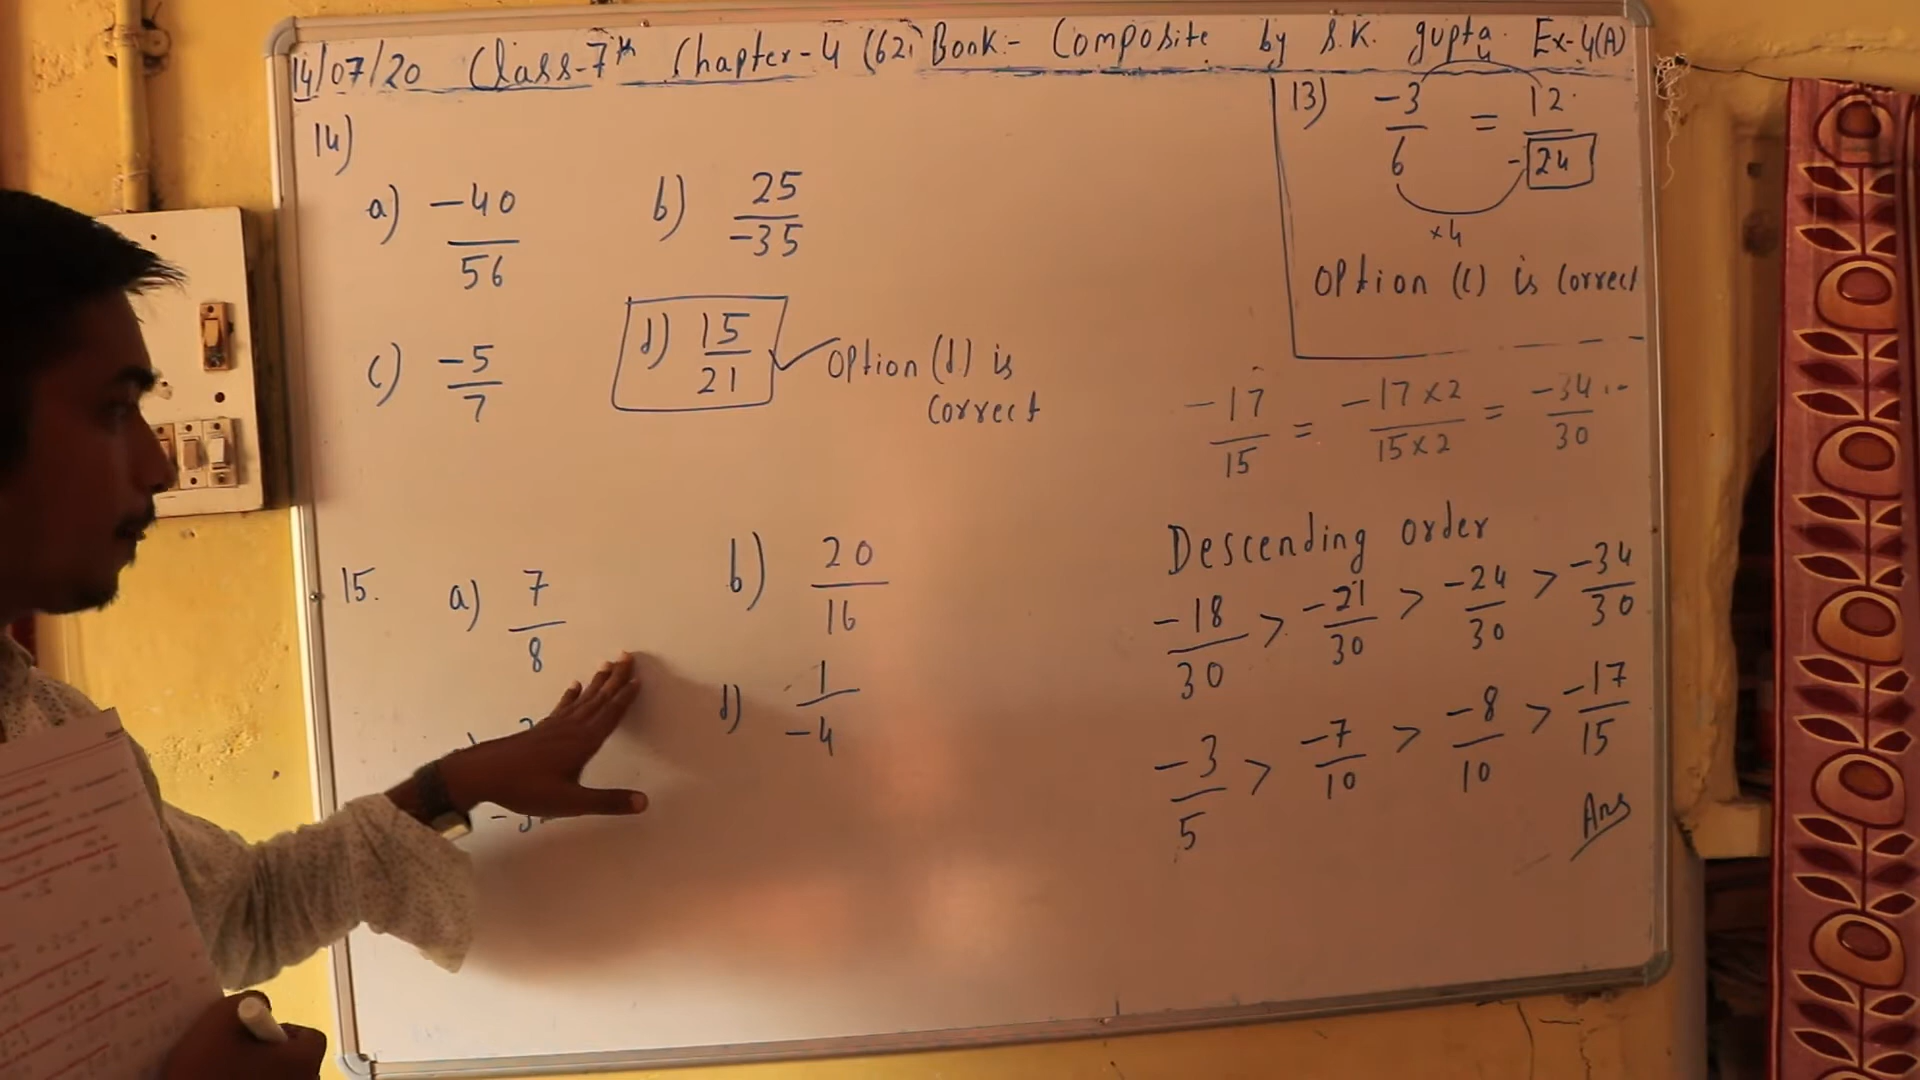 14/07/20 Class-7th Chapter-4 (62) Book:- Composite by S.K. gupta. Ex-4(A)
14)
a) -40/56 b) 25/-35
c) -5/7 d) 15/21 ✓ Option (d) is
correct
15. a) 7/8 b) 20/16
d) 1/-4
13) -3/6 = 12/-24
×4
Option (C) is correct
-17/15 = -17×2/15×2 = -34/30
Descending order
-18/30 > -21/30 > -24/30 > -34/30
-3/5 > -7/10 > -8/10 > -17/15
Ans